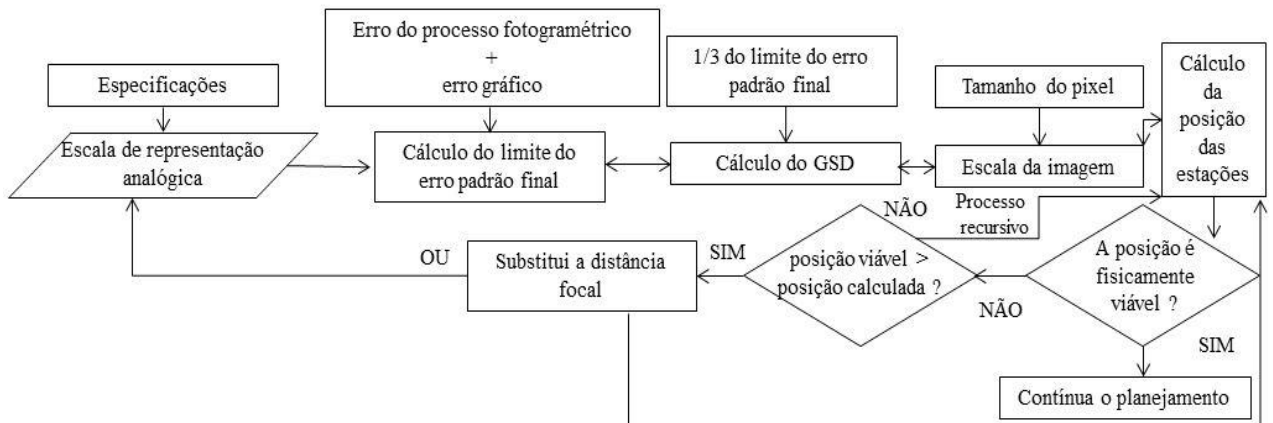 Especificações
Escala de representação
analógica
Erro do processo fotogramétrico
+
erro gráfico
Cálculo do limite do
erro padrão final
1/3 do limite do erro
padrão final
Cálculo do GSD
Tamanho do pixel
Escala da imagem
Cálculo
da
posição
das
estações
NÃO
Processo
recursivo
OU
Substitui a distância
focal
SIM
posição viável >
posição calculada ?
NÃO
A posição é
fisicamente
viável ?
SIM
Contínua o planejamento